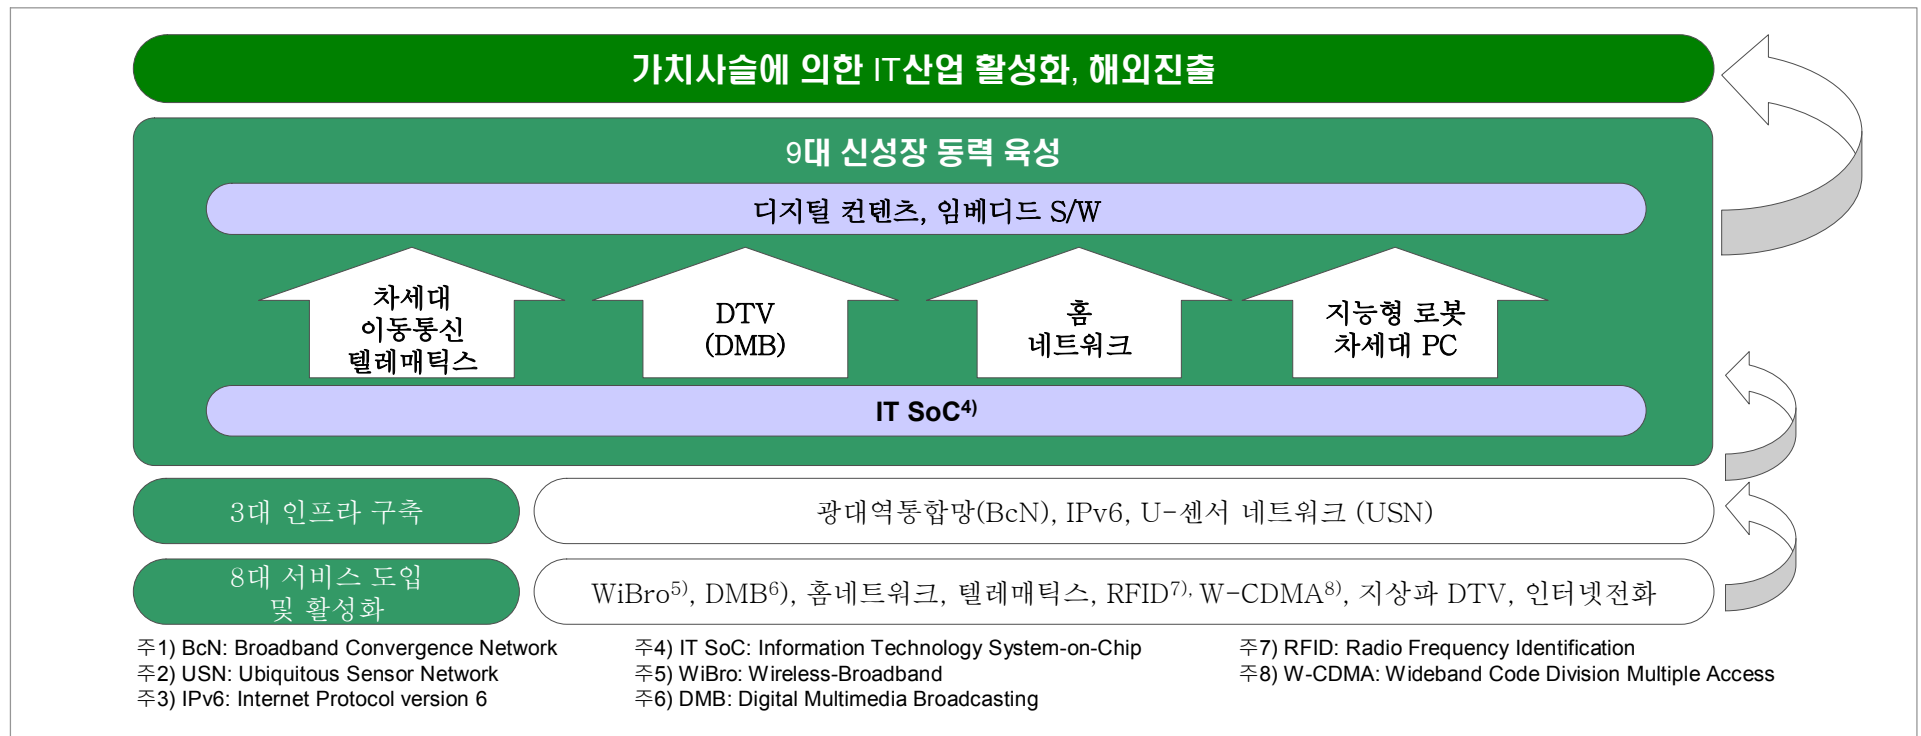 가치사슬에 의한 IT산업 활성화, 해외진출
9대 신성장 동력 육성
디지털 컨텐츠, 임베디드 S/W
차세대
이동통신
텔레매틱스
DTV
(DMB)
홈
네트워크
지능형 로봇
차세대 PC
IT SoC4)
3대 인프라 구축
광대역통합망(BcN), IPv6, U-센서 네트워크 (USN)
8대 서비스 도입
및 활성화
WiBro5), DMB6), 홈네트워크, 텔레매틱스, RFID7), W-CDMA8), 지상파 DTV, 인터넷전화
주1) BcN: Broadband Convergence Network
주2) USN: Ubiquitous Sensor Network
주3) IPv6: Internet Protocol version 6
주4) IT SoC: Information Technology System-on-Chip
주5) WiBro: Wireless-Broadband
주6) DMB: Digital Multimedia Broadcasting
주7) RFID: Radio Frequency Identification
주8) W-CDMA: Wideband Code Division Multiple Access